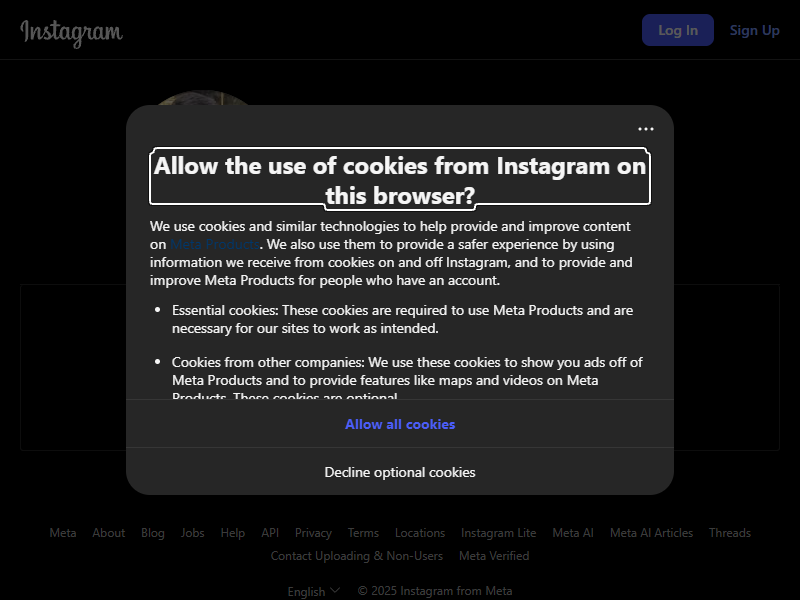 Instagram
Log In
Sign Up
Allow the use of cookies from Instagram on
this browser?
We use cookies and similar technologies to help provide and improve content
on Meta Products. We also use them to provide a safer experience by using
information we receive from cookies on and off Instagram, and to provide and
improve Meta Products for people who have an account.
• Essential cookies: These cookies are required to use Meta Products and are
necessary for our sites to work as intended.
• Cookies from other companies: We use these cookies to show you ads off of
Meta Products and to provide features like maps and videos on Meta
Products. These cookies are optional.
Allow all cookies
Decline optional cookies
Meta About Blog Jobs Help API Privacy Terms Locations Instagram Lite Meta AI Meta AI Articles Threads
Contact Uploading & Non-Users Meta Verified
English © 2025 Instagram from Meta